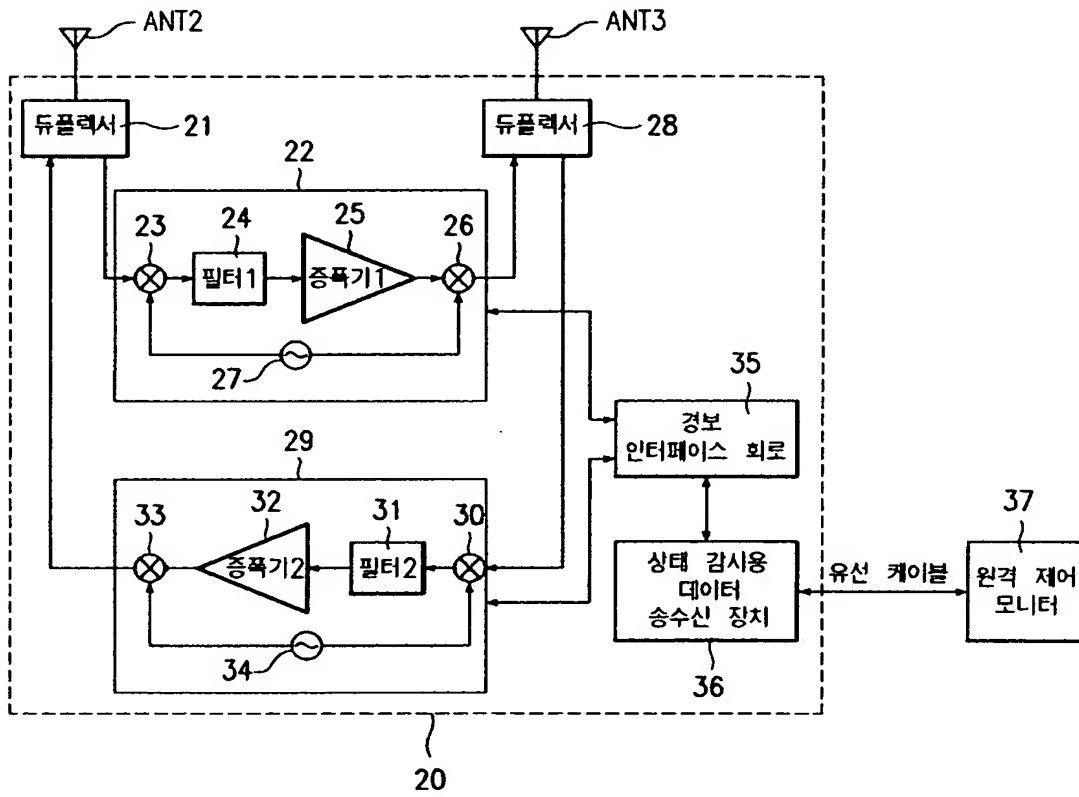 ANT2
ANT3
듀플렉서
21
듀플렉서
28
22
23
24
25
26
필터1
증폭기1
27
35
경보
인터페이스 회로
29
33
32
31
30
증폭기2
필터2
34
상태 감시용
데이터
송수신 장치
36
유선 케이블
37
원격 제어
모니터
20